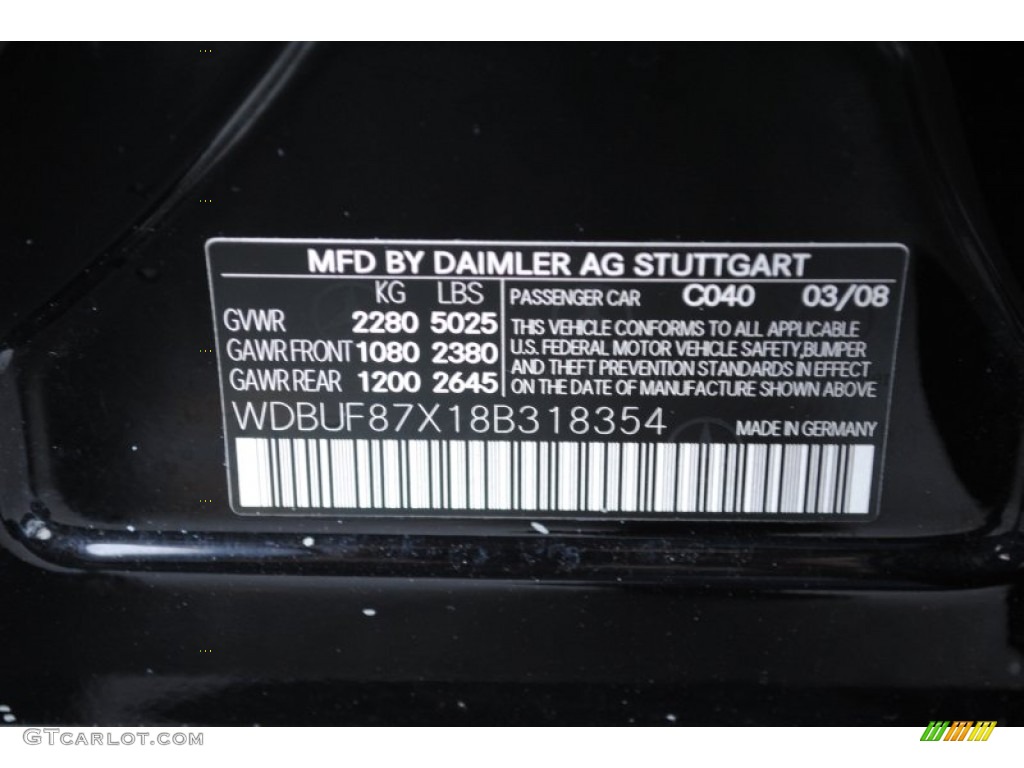 MFD BY DAIMLER AG STUTTGART
KG LBS
GVWR 2280 5025
GAWR FRONT 1080 2380
GAWR REAR 1200 2645
PASSENGER CAR C040 03/08
THIS VEHICLE CONFORMS TO ALL APPLICABLE
U.S. FEDERAL MOTOR VEHICLE SAFETY,BUMPER
AND THEFT PREVENTION STANDARDS IN EFFECT
ON THE DATE OF MANUFACTURE SHOWN ABOVE
WDBUF87X18B318354 MADE IN GERMANY
GTCARLOT.COM